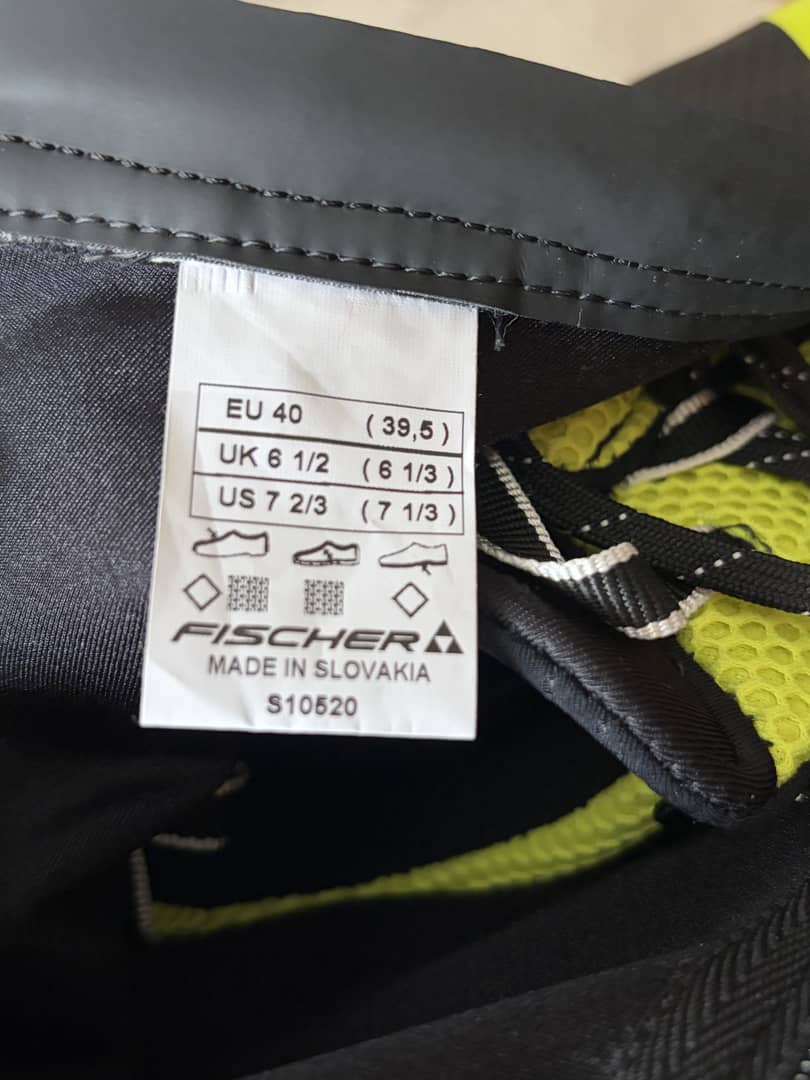 EU 40 (39,5)
UK 6 1/2 (6 1/3)
US 7 2/3 (7 1/3)
FISCHER
MADE IN SLOVAKIA
S10520